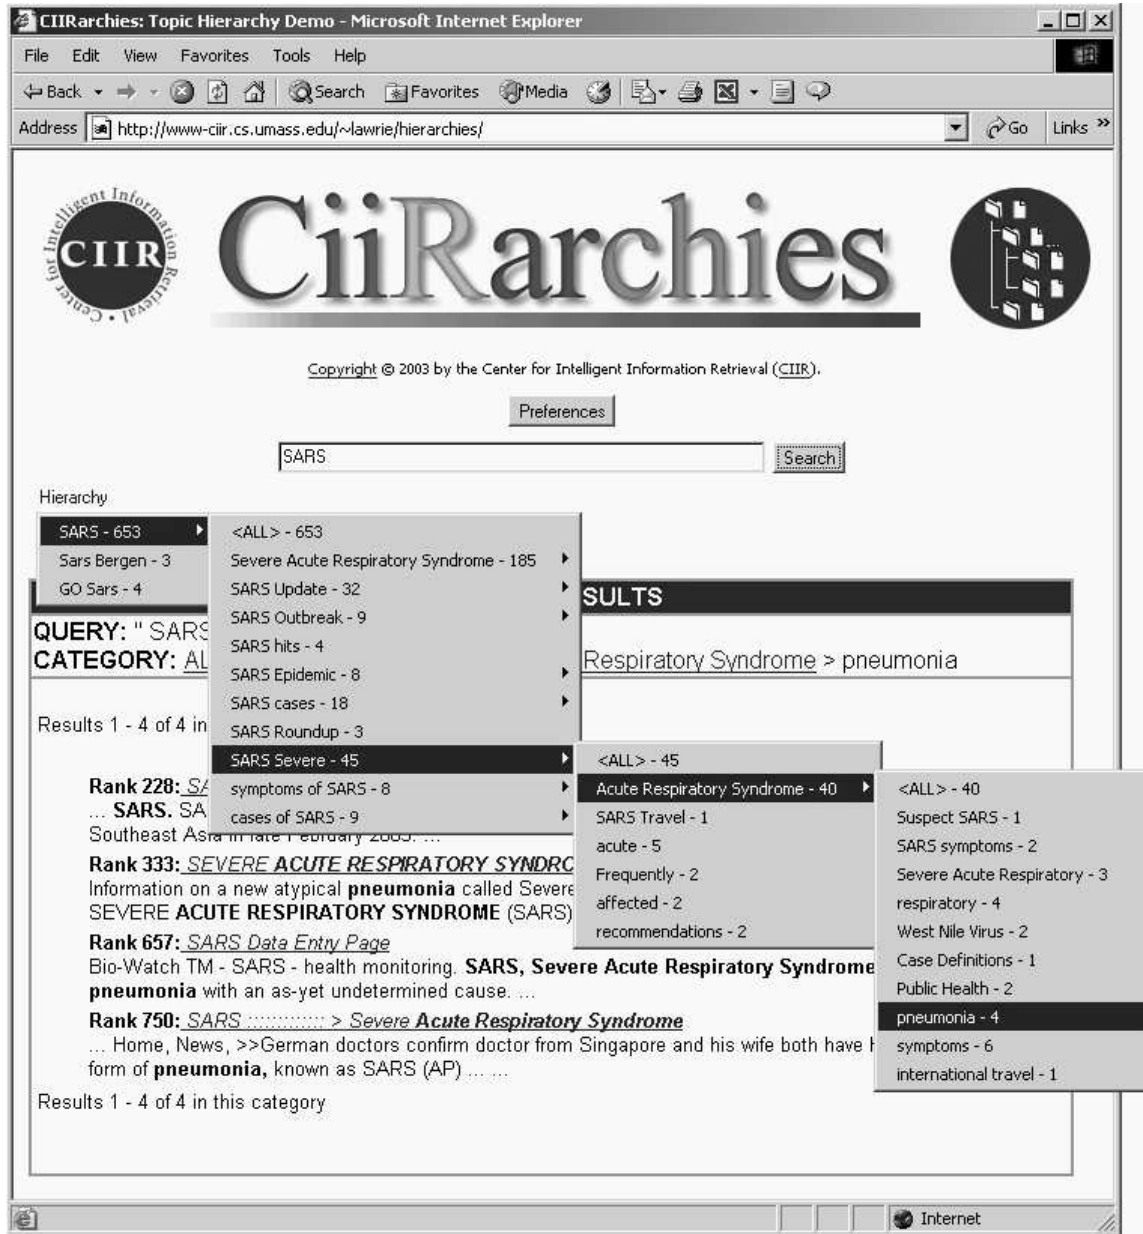 CIIRarchies: Topic Hierarchy Demo - Microsoft Internet Explorer
File Edit View Favorites Tools Help
Back Search Favorites Media
Address http://www-ciir.cs.umass.edu/~lawrie/hierarchies/ Go Links »
Center for Intelligent Information Retrieval •
CIIR
CiiRarchies
Copyright © 2003 by the Center for Intelligent Information Retrieval (CIIR).
Preferences
SARS Search
Hierarchy
SARS - 653
Sars Bergen - 3
GO Sars - 4
<ALL> - 653
Severe Acute Respiratory Syndrome - 185
SARS Update - 32
SARS Outbreak - 9
SARS hits - 4
SARS Epidemic - 8
SARS cases - 18
SARS Roundup - 3
SARS Severe - 45
symptoms of SARS - 8
cases of SARS - 9
<ALL> - 45
Acute Respiratory Syndrome - 40
SARS Travel - 1
acute - 5
Frequently - 2
affected - 2
recommendations - 2
<ALL> - 40
Suspect SARS - 1
SARS symptoms - 2
Severe Acute Respiratory - 3
respiratory - 4
West Nile Virus - 2
Case Definitions - 1
Public Health - 2
pneumonia - 4
symptoms - 6
international travel - 1
SULTS
QUERY: " SARS
CATEGORY: AL Respiratory Syndrome > pneumonia
Results 1 - 4 of 4 in
Rank 228: SA
... SARS. SA
Southeast Asia in late February 2003. ...
Rank 333: SEVERE ACUTE RESPIRATORY SYNDRO
Information on a new atypical pneumonia called Severe
SEVERE ACUTE RESPIRATORY SYNDROME (SARS)
Rank 657: SARS Data Entry Page
Bio-Watch TM - SARS - health monitoring. SARS, Severe Acute Respiratory Syndrome
pneumonia with an as-yet undetermined cause. ...
Rank 750: SARS ::::::::::::: > Severe Acute Respiratory Syndrome
... Home, News, >>German doctors confirm doctor from Singapore and his wife both have
form of pneumonia, known as SARS (AP) ... ...
Results 1 - 4 of 4 in this category
Internet